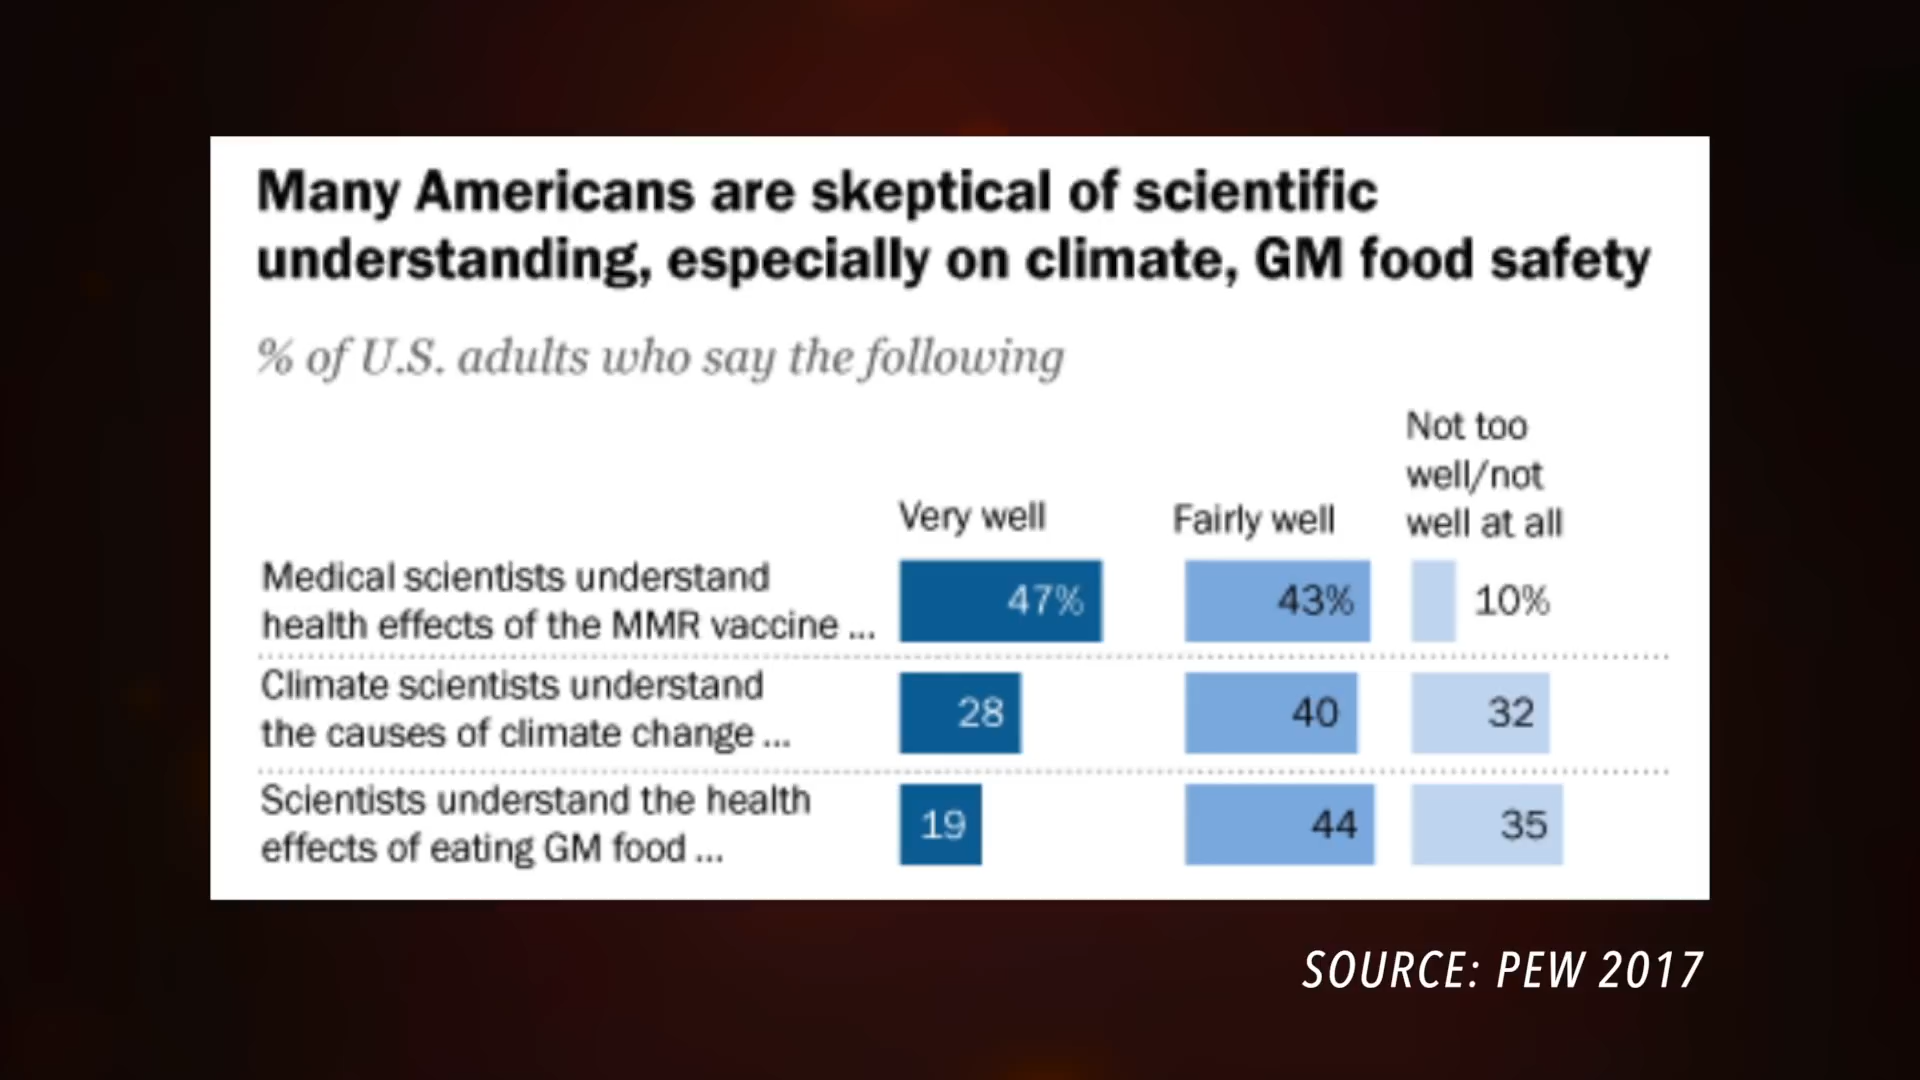 Many Americans are skeptical of scientific
understanding, especially on climate, GM food safety
% of U.S. adults who say the following
Very well
Fairly well
Not too
well/not
well at all
Medical scientists understand
health effects of the MMR vaccine ...
47%
43%
10%
Climate scientists understand
the causes of climate change ...
28
40
32
Scientists understand the health
effects of eating GM food ...
19
44
35
SOURCE: PEW 2017